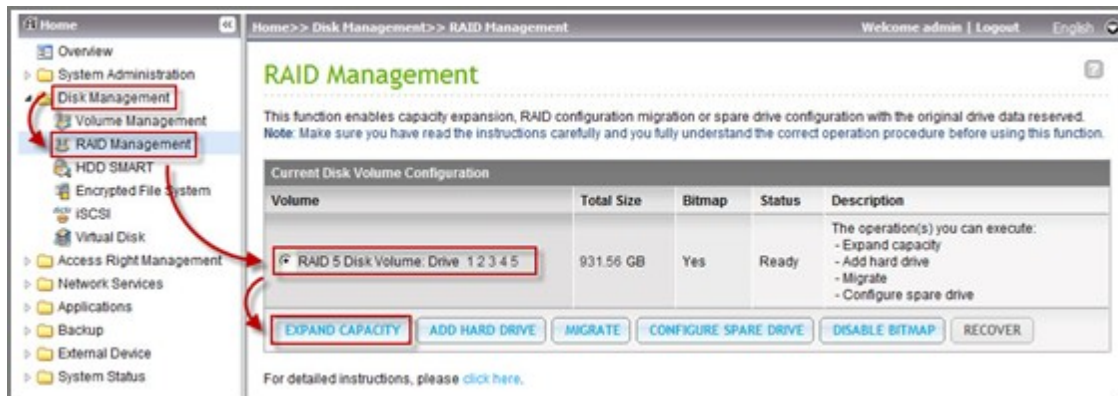 Home
Home>> Disk Management>> RAID Management
Welcome admin | Logout
English
Overview
System Administration
Disk Management
Volume Management
RAID Management
HDD SMART
Encrypted File System
iSCSI
Virtual Disk
Access Right Management
Network Services
Applications
Backup
External Device
System Status
RAID Management
This function enables capacity expansion, RAID configuration migration or spare drive configuration with the original drive data reserved.
Note: Make sure you have read the instructions carefully and you fully understand the correct operation procedure before using this function.
Current Disk Volume Configuration
Volume Total Size Bitmap Status Description
RAID 5 Disk Volume: Drive 1 2 3 4 5 931.56 GB Yes Ready
The operation(s) you can execute:
- Expand capacity
- Add hard drive
- Migrate
- Configure spare drive
EXPAND CAPACITY ADD HARD DRIVE MIGRATE CONFIGURE SPARE DRIVE DISABLE BITMAP RECOVER
For detailed instructions, please click here.